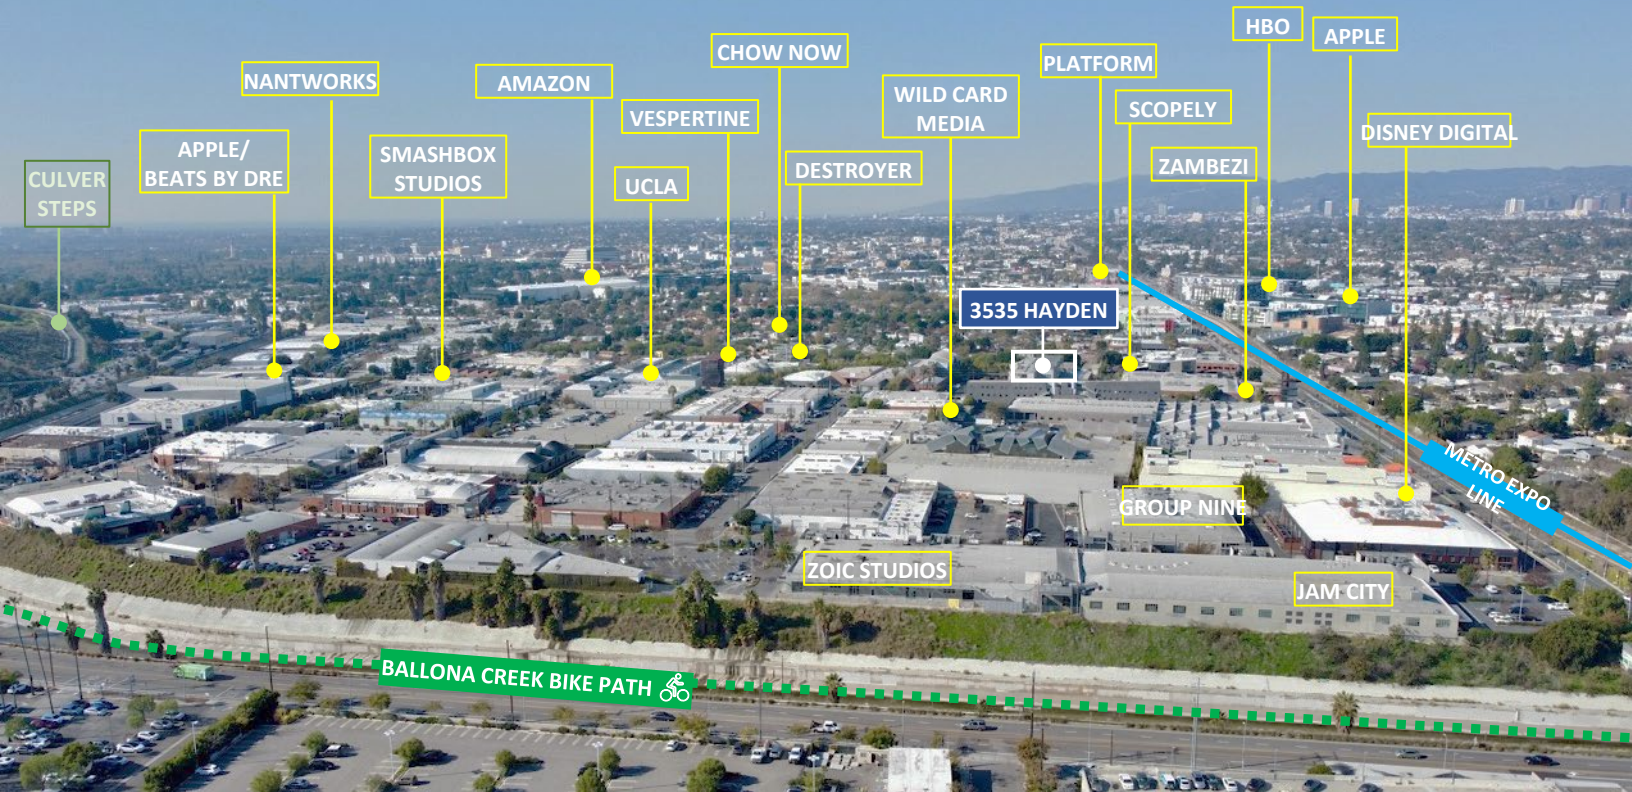 HBO
APPLE
CHOW NOW
PLATFORM
NANTWORKS
AMAZON
WILD CARD
MEDIA
SCOPELY
VESPERTINE
DISNEY DIGITAL
APPLE/
BEATS BY DRE
SMASHBOX
STUDIOS
DESTROYER
ZAMBEZI
CULVER
STEPS
UCLA
3535 HAYDEN
METRO EXPO
LINE
GROUP NINE
ZOIC STUDIOS
JAM CITY
BALLONA CREEK BIKE PATH